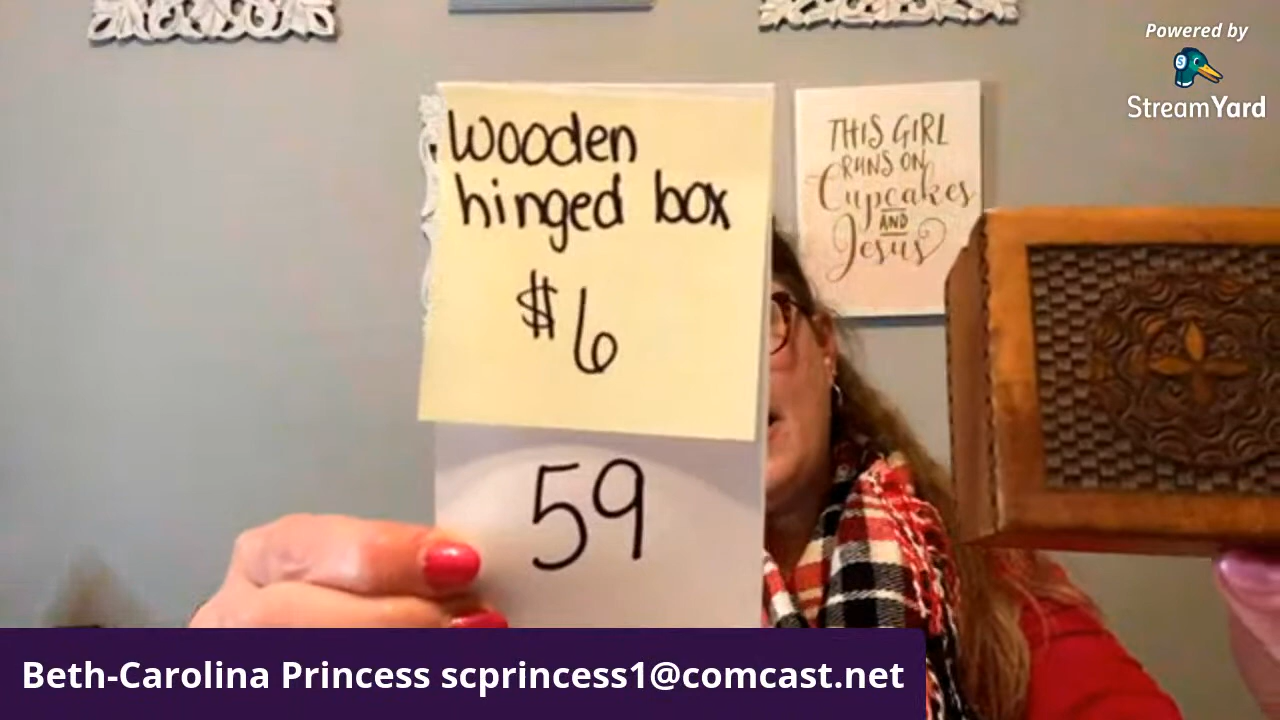 Powered by
StreamYard
Wooden
hinged box
$6
59
THIS GIRL
RUNS ON
Cupcakes
AND
Jesus
Beth-Carolina Princess scprincess1@comcast.net